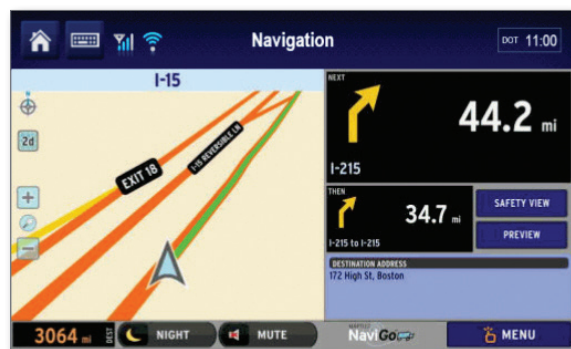 Navigation
DOT 11:00
I-15
2d
EXIT 18
I-15 REVERSIBLE LN
NEXT
44.2 mi
I-215
THEN
34.7 mi
I-215 to I-215
SAFETY VIEW
PREVIEW
DESTINATION ADDRESS
172 High St, Boston
3064 mi DEST
NIGHT
MUTE
NaviGo
MENU